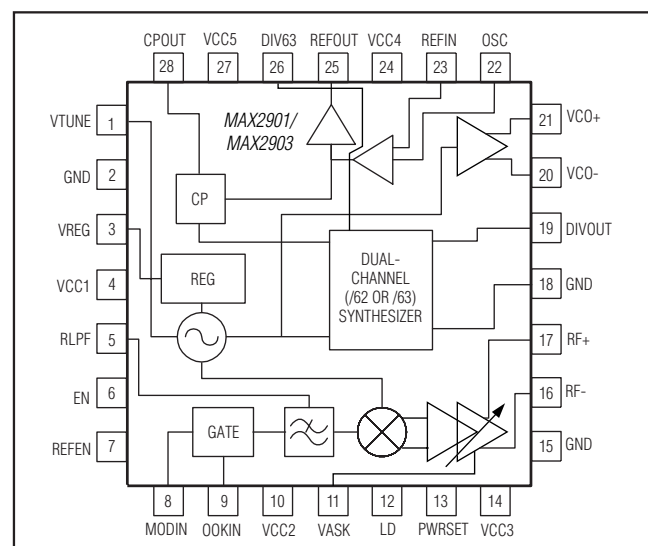 CPOUT VCC5 DIV63 REFOUT VCC4 REFIN OSC
28 27 26 25 24 23 22
MAX2901/
MAX2903
VTUNE 1
GND 2
VREG 3
VCC1 4
RLPF 5
EN 6
REFEN 7
CP
REG
DUAL-
CHANNEL
(/62 OR /63)
SYNTHESIZER
GATE
21 VCO+
20 VCO-
19 DIVOUT
18 GND
17 RF+
16 RF-
15 GND
8 9 10 11 12 13 14
MODIN OOKIN VCC2 VASK LD PWRSET VCC3